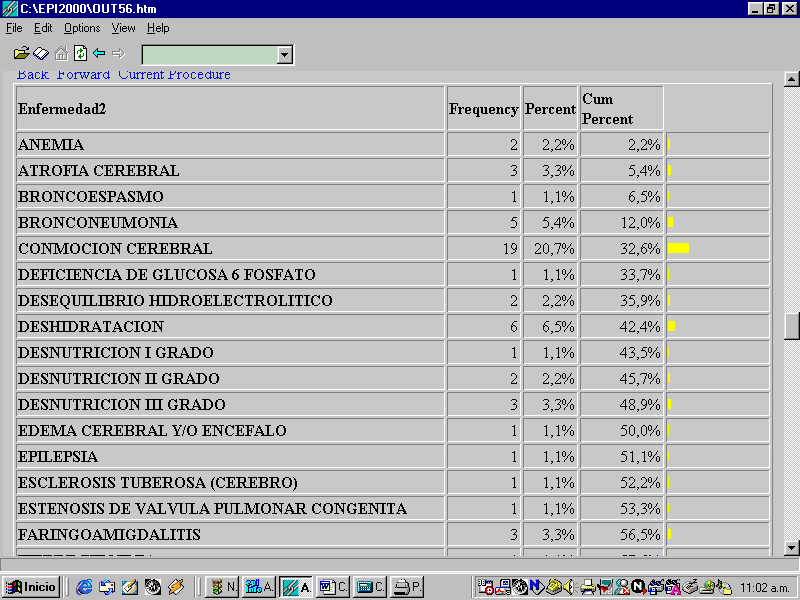 C:\EPI2000\OUT56.htm
File Edit Options View Help
Back Forward Current Procedure
Enfermedad2 Frequency Percent Cum Percent
ANEMIA 2 2,2% 2,2%
ATROFIA CEREBRAL 3 3,3% 5,4%
BRONCOESPASMO 1 1,1% 6,5%
BRONCONEUMONIA 5 5,4% 12,0%
CONMOCION CEREBRAL 19 20,7% 32,6%
DEFICIENCIA DE GLUCOSA 6 FOSFATO 1 1,1% 33,7%
DESEQUILIBRIO HIDROELECTROLITICO 2 2,2% 35,9%
DESHIDRATACION 6 6,5% 42,4%
DESNUTRICION I GRADO 1 1,1% 43,5%
DESNUTRICION II GRADO 2 2,2% 45,7%
DESNUTRICION III GRADO 3 3,3% 48,9%
EDEMA CEREBRAL Y/O ENCEFALO 1 1,1% 50,0%
EPILEPSIA 1 1,1% 51,1%
ESCLEROSIS TUBEROSA (CEREBRO) 1 1,1% 52,2%
ESTENOSIS DE VALVULA PULMONAR CONGENITA 1 1,1% 53,3%
FARINGOAMIGDALITIS 3 3,3% 56,5%
Inicio N. A. A. C. C. P. 11:02 a.m.